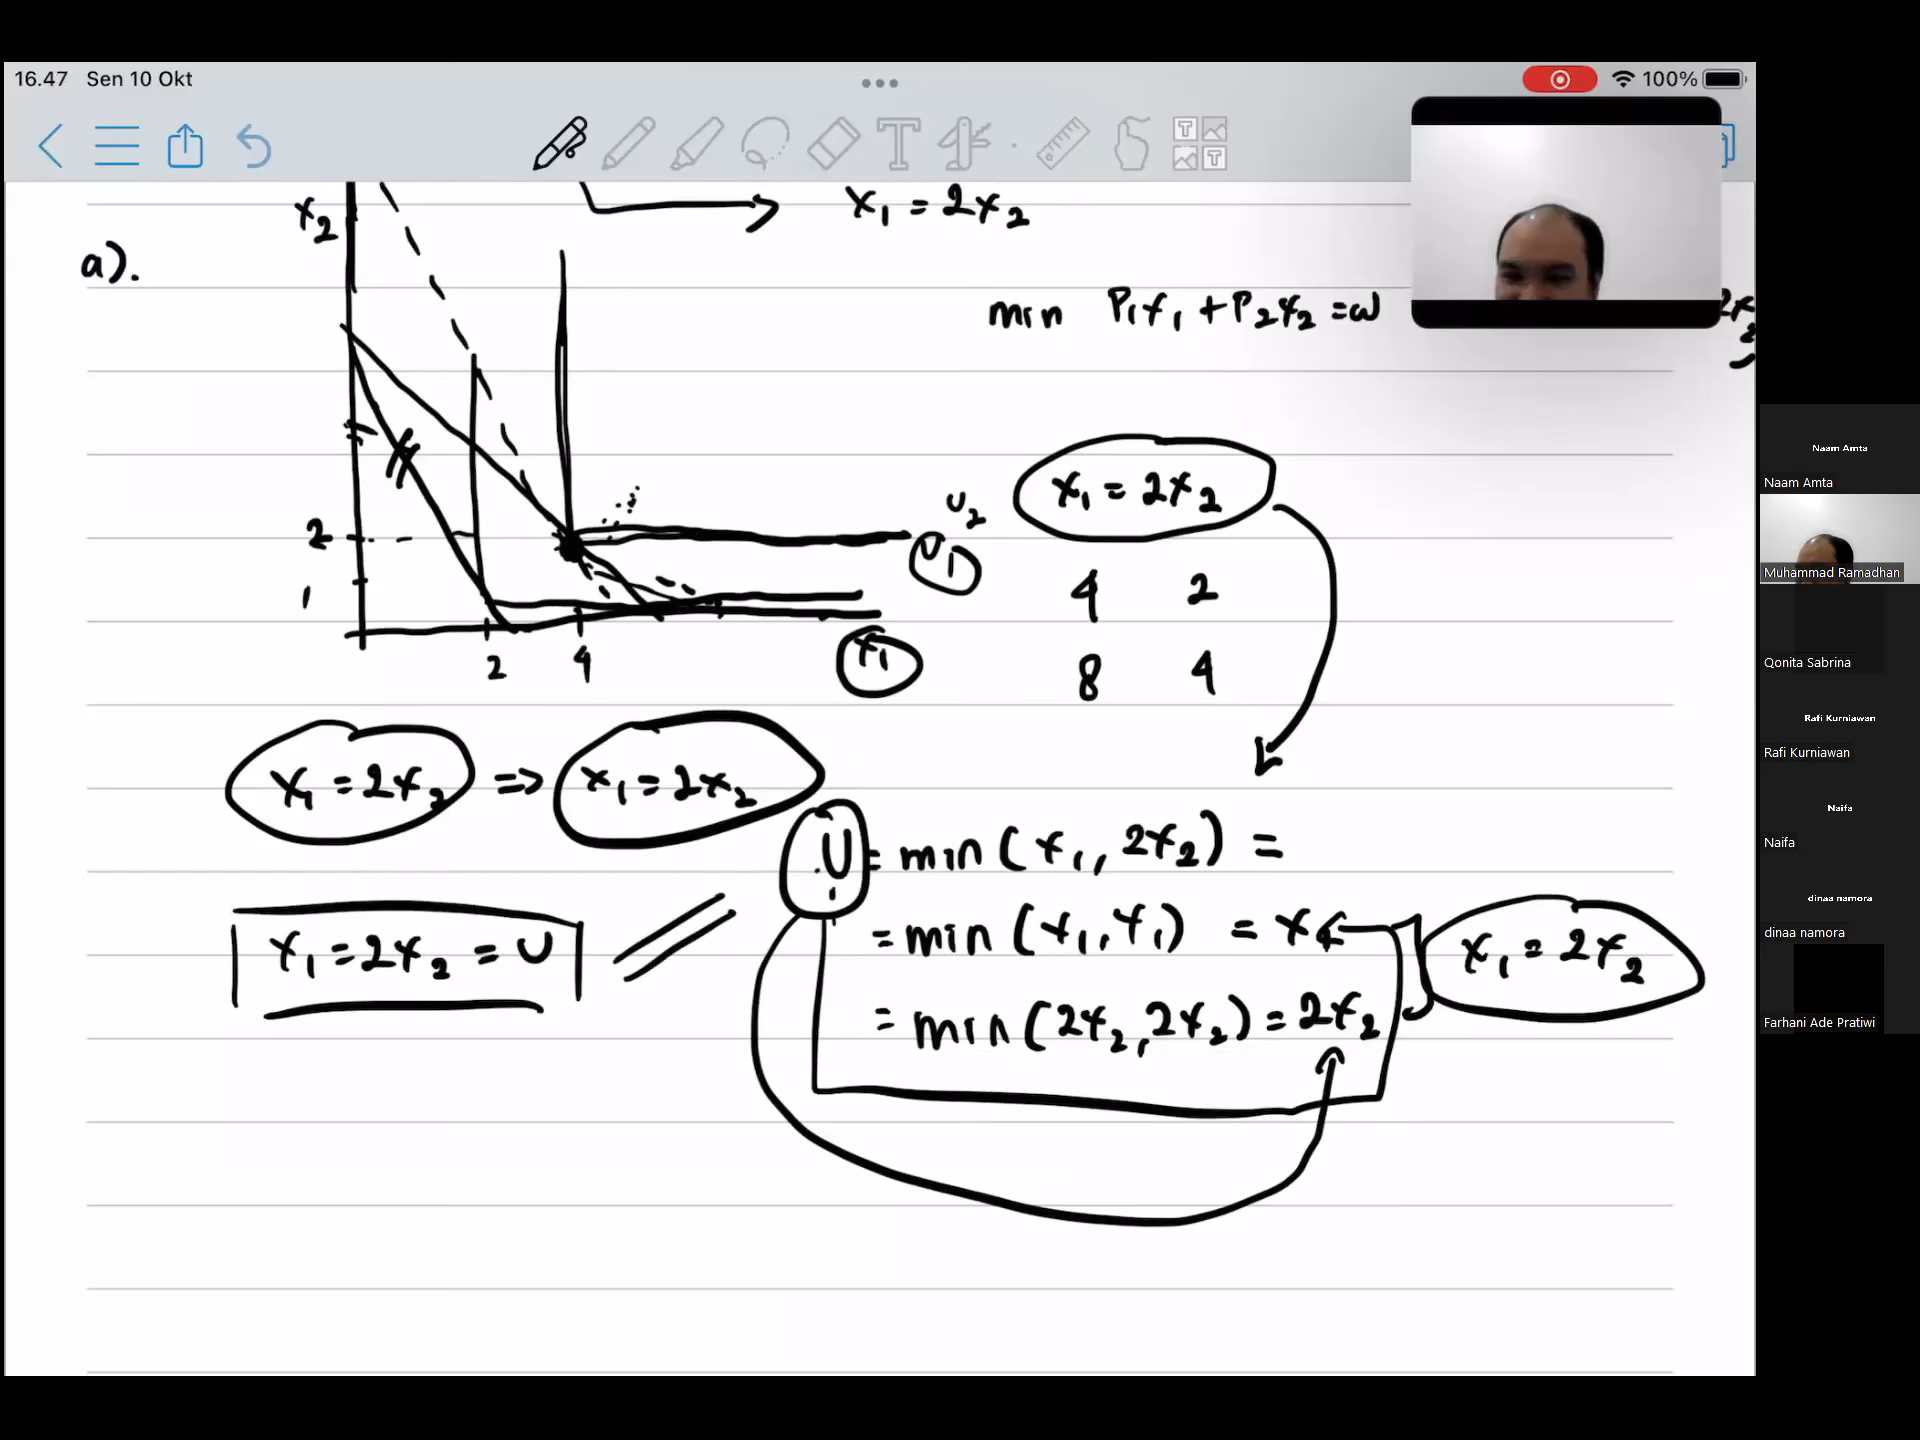 16.47 Sen 10 Okt
100%
x₂
x₁ = 2x₂
a).
min P₁x₁ + P₂x₂ = ω
2x₂
x₁ = 2x₂
U₂
U₁
2
1
4 2
2 4
x₁
8 4
x₁ = 2x₂ => x₁ = 2x₂
U = min(x₁, 2x₂) =
= min(x₁, x₁) = x
x₁ = 2x₂
x₁ = 2x₂ = U
= min(2x₂, 2x₂) = 2x₂
Naam Amta
Naam Amta
Muhammad Ramadhan
Qonita Sabrina
Rafi Kurniawan
Rafi Kurniawan
Naifa
Naifa
dinaa namora
dinaa namora
Farhani Ade Pratiwi